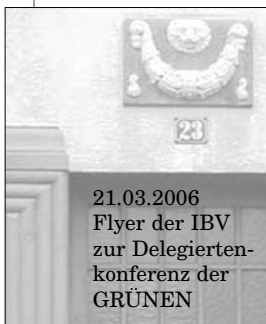 23
21.03.2006
Flyer der IBV
zur Delegierten-
konferenz der
GRÜNEN